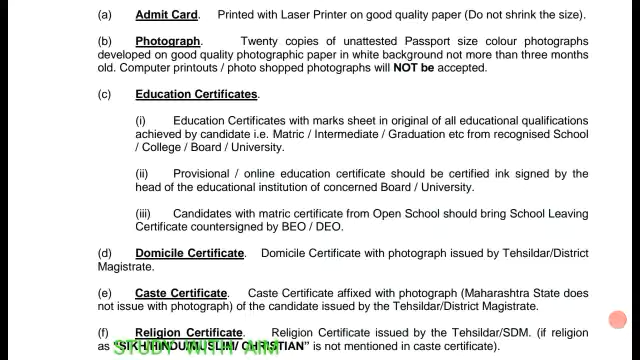 (a) Admit Card. Printed with Laser Printer on good quality paper (Do not shrink the size).
(b) Photograph. Twenty copies of unattested Passport size colour photographs
developed on good quality photographic paper in white background not more than three months
old. Computer printouts / photo shopped photographs will NOT be accepted.
(c) Education Certificates.
(i) Education Certificates with marks sheet in original of all educational qualifications
achieved by candidate i.e. Matric / Intermediate / Graduation etc from recognised School
/ College / Board / University.
(ii) Provisional / online education certificate should be certified ink signed by the
head of the educational institution of concerned Board / University.
(iii) Candidates with matric certificate from Open School should bring School Leaving
Certificate countersigned by BEO / DEO.
(d) Domicile Certificate. Domicile Certificate with photograph issued by Tehsildar/District
Magistrate.
(e) Caste Certificate. Caste Certificate affixed with photograph (Maharashtra State does
not issue with photograph) of the candidate issued by the Tehsildar/District Magistrate.
(f) Religion Certificate. Religion Certificate issued by the Tehsildar/SDM. (if religion
as “SIKH/HINDU/MUSLIM/ CHRISTIAN” is not mentioned in caste certificate).
STUDY WITH AIM